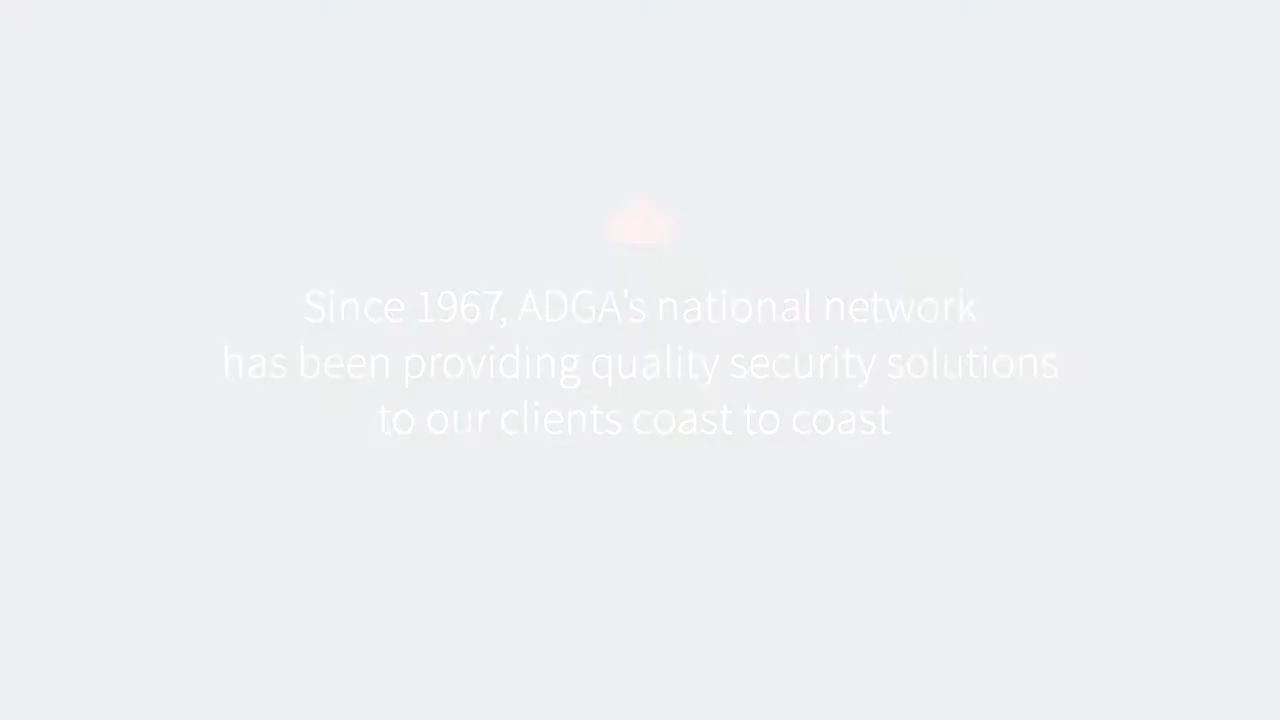 Since 1967, ADGA's national network
has been providing quality security solutions
to our clients coast to coast